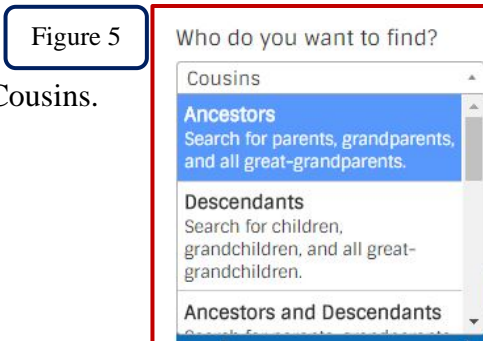 Figure 5
Cousins.
Who do you want to find?
Cousins
Ancestors
Search for parents, grandparents,
and all great-grandparents.
Descendants
Search for children,
grandchildren, and all great-
grandchildren.
Ancestors and Descendants